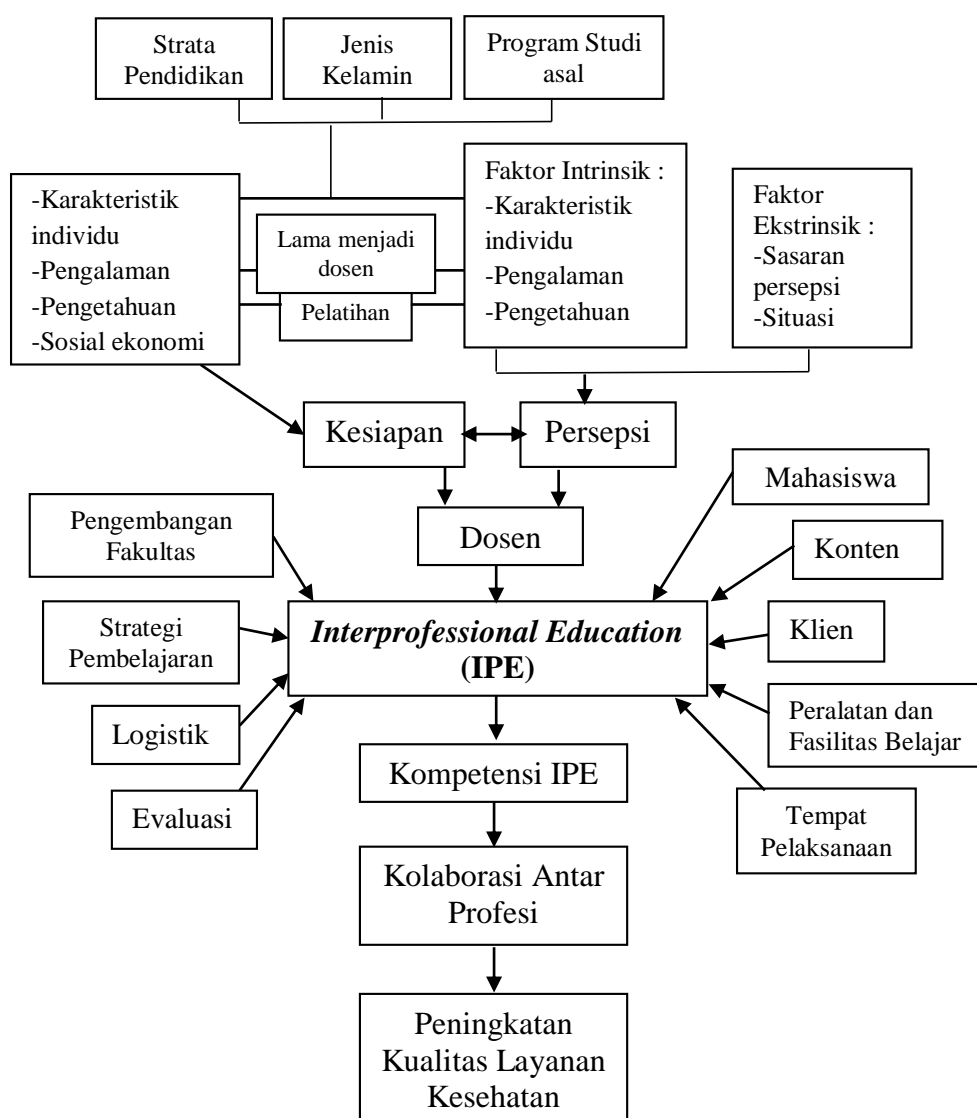 Strata
Pendidikan
Jenis
Kelamin
Program Studi
asal
-Karakteristik
individu
-Pengalaman
-Pengetahuan
-Sosial ekonomi
Lama menjadi
dosen
Pelatihan
Faktor Intrinsik :
-Karakteristik
individu
-Pengalaman
-Pengetahuan
Faktor
Ekstrinsik :
-Sasaran
persepsi
-Situasi
Kesiapan
Persepsi
Dosen
Pengembangan
Fakultas
Strategi
Pembelajaran
Logistik
Evaluasi
Interprofessional Education
(IPE)
Mahasiswa
Konten
Klien
Peralatan dan
Fasilitas Belajar
Tempat
Pelaksanaan
Kompetensi IPE
Kolaborasi Antar
Profesi
Peningkatan
Kualitas Layanan
Kesehatan